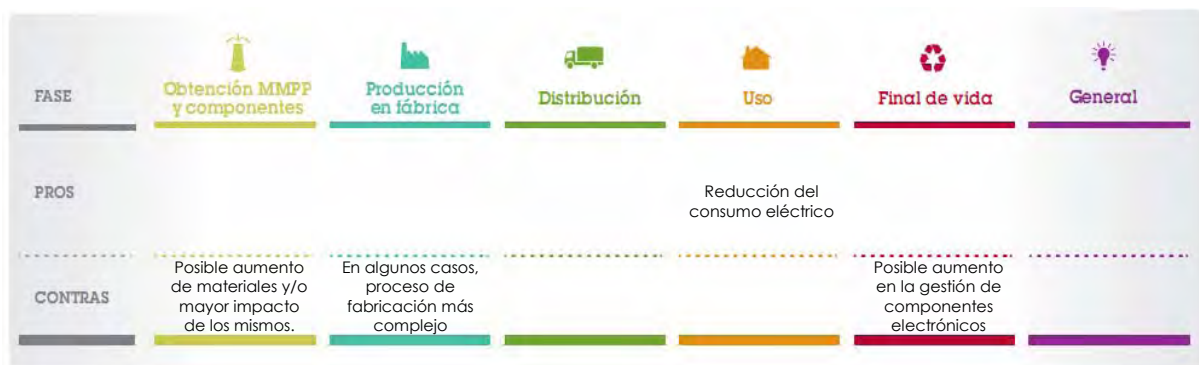 FASE
Obtención MMPP
y componentes
Producción
en fábrica
Distribución
Uso
Final de vida
General
PROS
Reducción del
consumo eléctrico
CONTRAS
Posible aumento
de materiales y/o
mayor impacto
de los mismos.
En algunos casos,
proceso de
fabricación más
complejo
Posible aumento
en la gestión de
componentes
electrónicos